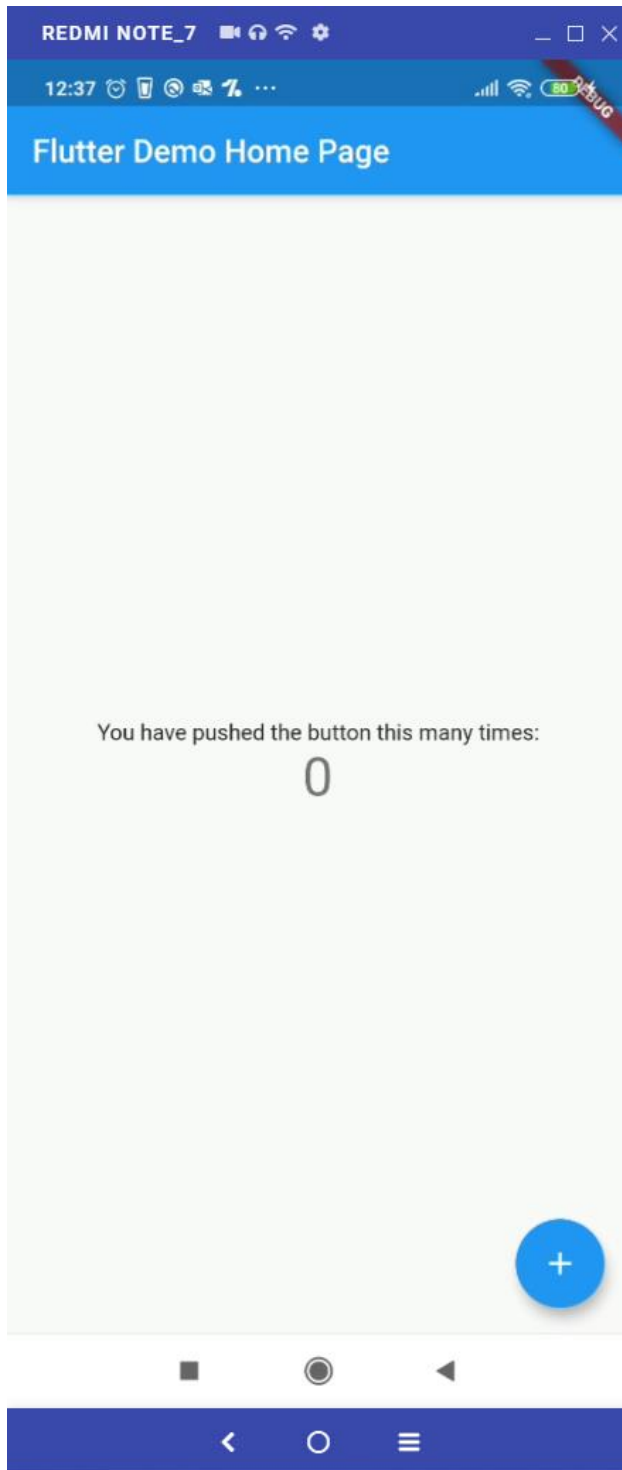 REDMI NOTE_7
12:37 ... 80
DEBUG
Flutter Demo Home Page
You have pushed the button this many times:
0
+